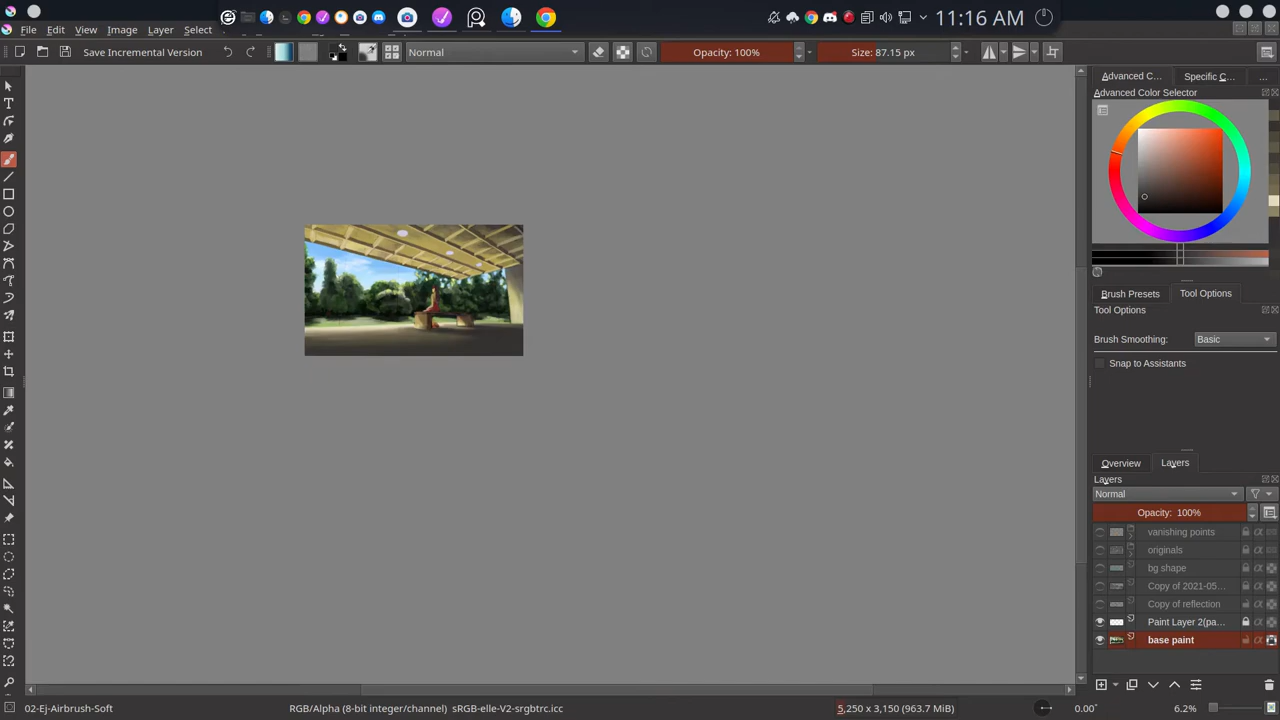 11:16 AM
File Edit View Image Layer Select
Save Incremental Version
Normal
Opacity: 100%
Size: 87.15 px
Advanced C...
Specific C...
...
Advanced Color Selector
Brush Presets
Tool Options
Tool Options
Brush Smoothing:
Basic
Snap to Assistants
Overview
Layers
Layers
Normal
Opacity: 100%
vanishing points
originals
bg shape
Copy of 2021-05...
Copy of reflection
Paint Layer 2(pa...
base paint
02-Ej-Airbrush-Soft
RGB/Alpha (8-bit integer/channel) sRGB-elle-V2-srgbtrc.icc
5,250 x 3,150 (963.7 MiB)
0.00°
6.2%